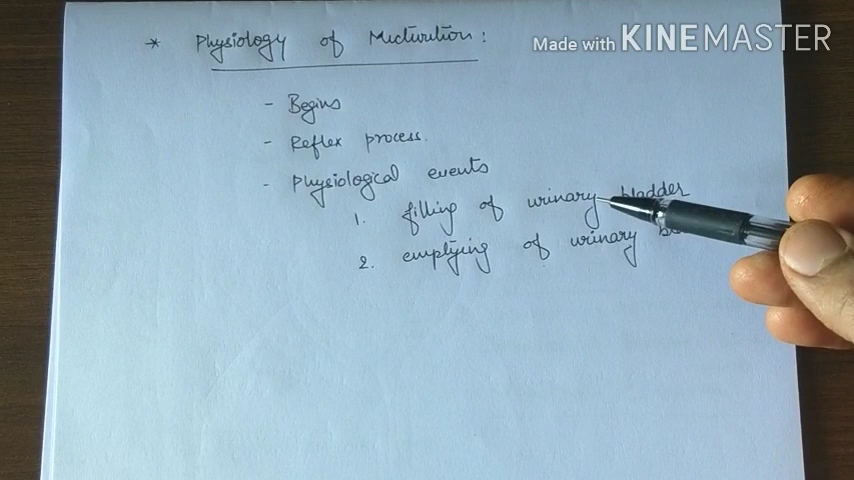 Made with KINEMASTER
* Physiology of Micturition :
- Begins
- Reflex process.
- Physiological events
1. filling of urinary bladder
2. emptying of urinary